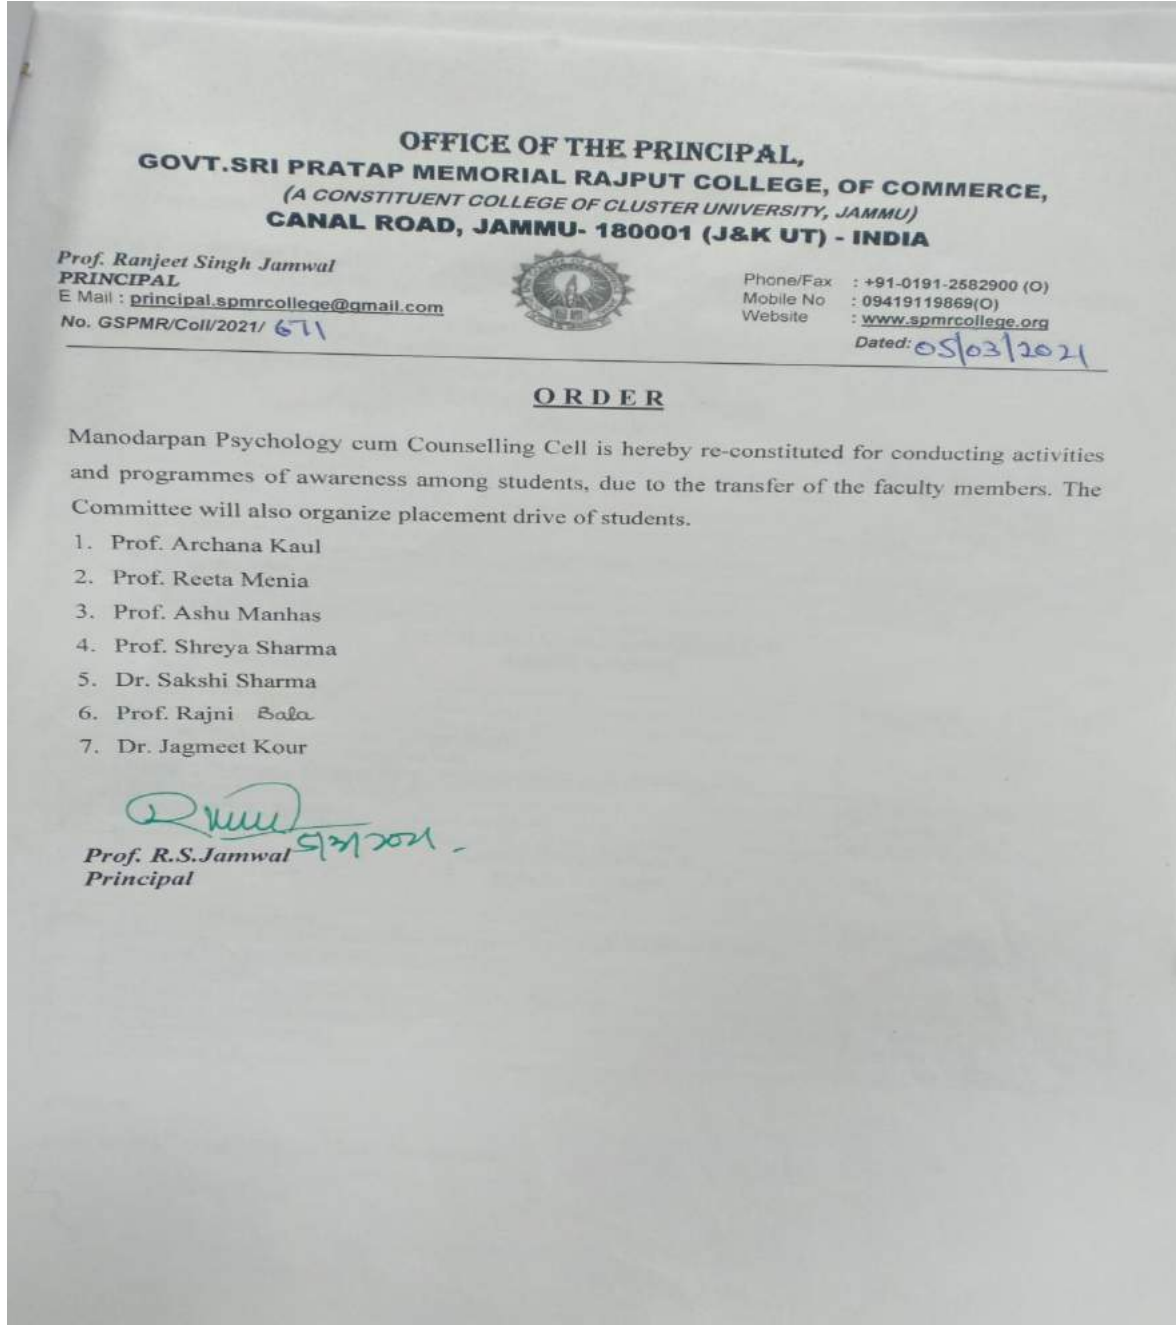 OFFICE OF THE PRINCIPAL,
GOVT.SRI PRATAP MEMORIAL RAJPUT COLLEGE, OF COMMERCE,
(A CONSTITUENT COLLEGE OF CLUSTER UNIVERSITY, JAMMU)
CANAL ROAD, JAMMU- 180001 (J&K UT) - INDIA
Prof. Ranjeet Singh Jamwal
PRINCIPAL
E Mail : principal.spmrcollege@gmail.com
No. GSPMR/Coll/2021/ 671
Phone/Fax : +91-0191-2582900 (O)
Mobile No : 09419119869(O)
Website : www.spmrcollege.org
Dated: 05/03/2021
ORDER
Manodarpan Psychology cum Counselling Cell is hereby re-constituted for conducting activities
and programmes of awareness among students, due to the transfer of the faculty members. The
Committee will also organize placement drive of students.
1. Prof. Archana Kaul
2. Prof. Reeta Menia
3. Prof. Ashu Manhas
4. Prof. Shreya Sharma
5. Dr. Sakshi Sharma
6. Prof. Rajni Bala
7. Dr. Jagmeet Kour
5/3/2021
Prof. R.S.Jamwal
Principal